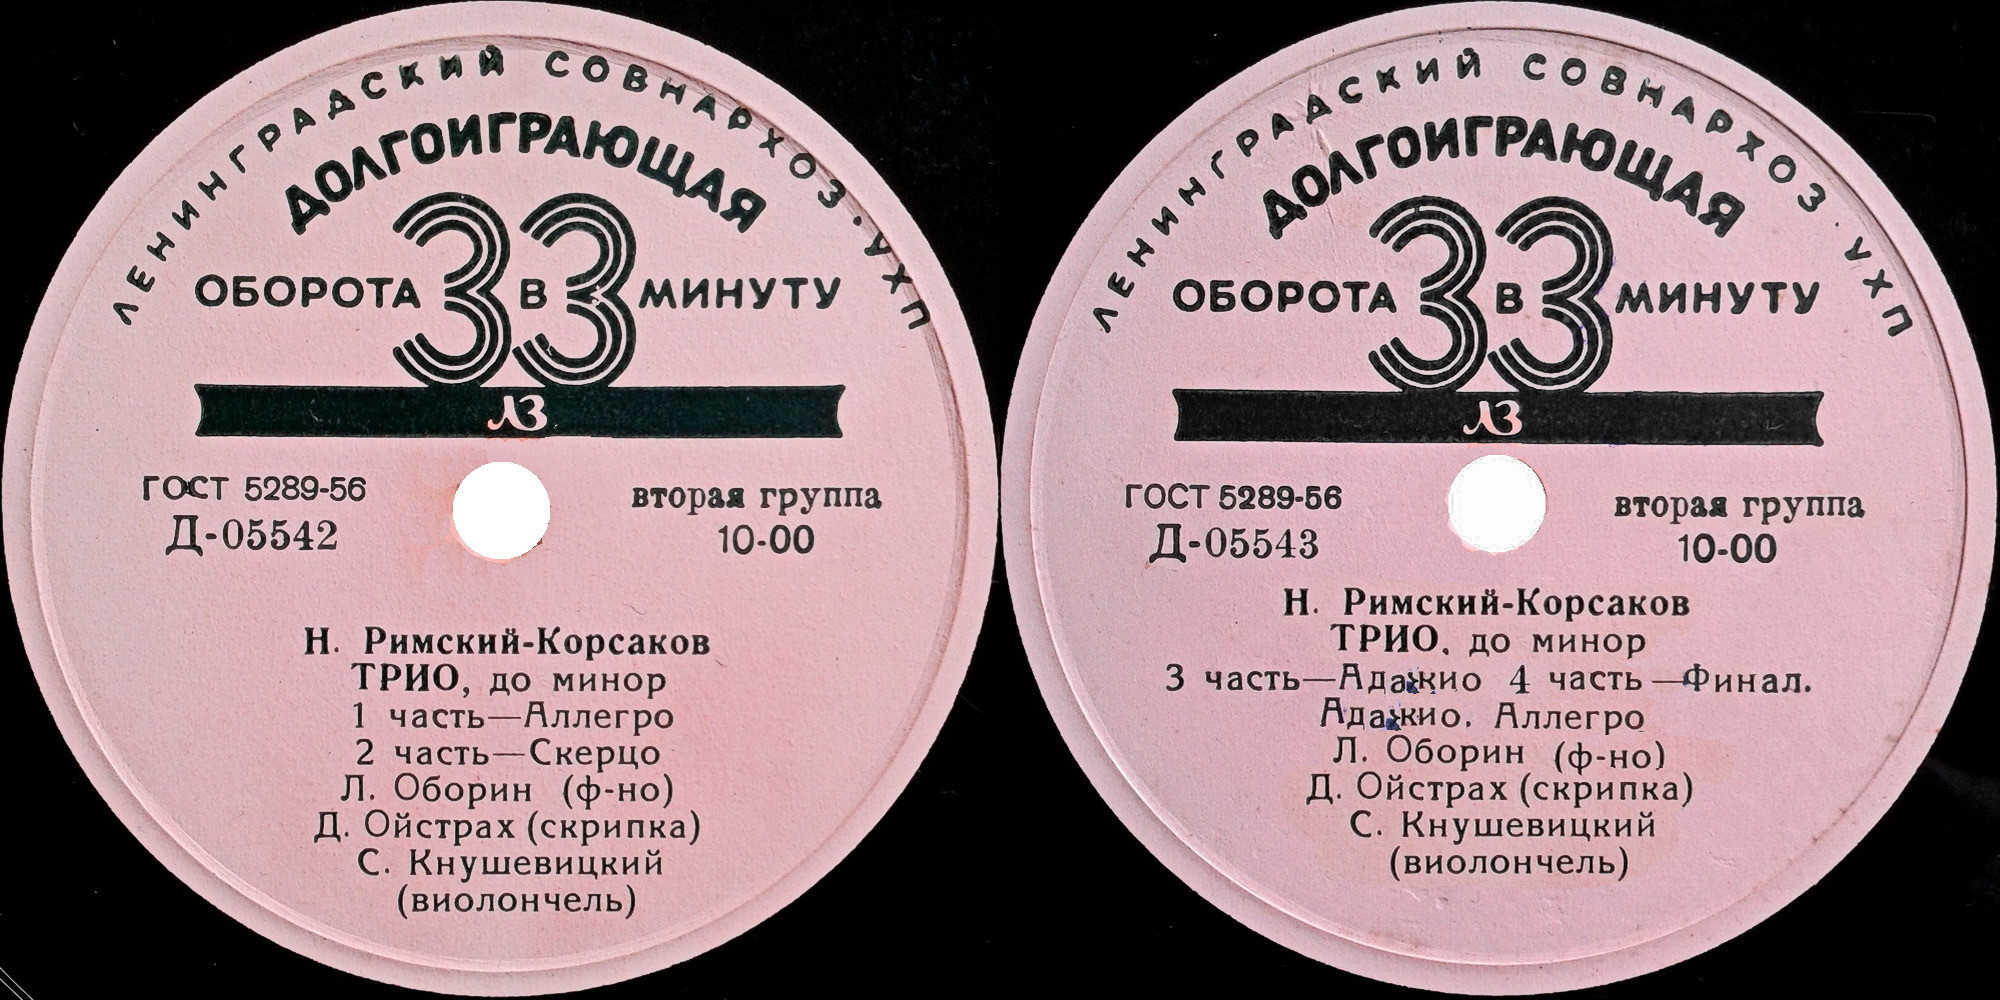 ЛЕНИНГРАДСКИЙ СОВНАРХОЗ · УХП
ДОЛГОИГРАЮЩАЯ
33
ОБОРОТА В МИНУТУ
ЛЗ
ГОСТ 5289-56
Д-05542
вторая группа
10-00
Н. Римский-Корсаков
ТРИО, до минор
1 часть—Аллегро
2 часть—Скерцо
Л. Оборин (ф-но)
Д. Ойстрах (скрипка)
С. Кнушевицкий
(виолончель)
ЛЕНИНГРАДСКИЙ СОВНАРХОЗ · УХП
ДОЛГОИГРАЮЩАЯ
33
ОБОРОТА В МИНУТУ
ЛЗ
ГОСТ 5289-56
Д-05543
вторая группа
10-00
Н. Римский-Корсаков
ТРИО, до минор
3 часть—Адажио 4 часть—Финал.
Адажио. Аллегро
Л. Оборин (ф-но)
Д. Ойстрах (скрипка)
С. Кнушевицкий
(виолончель)